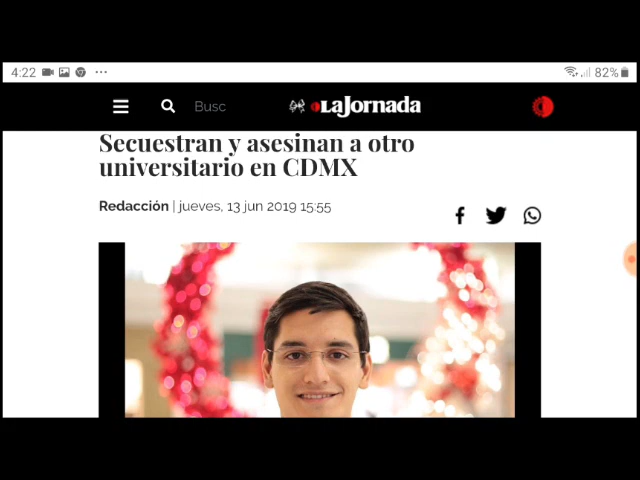 4:22
82%
Busc
LaJornada
Secuestran y asesinan a otro
universitario en CDMX
Redacción | jueves, 13 jun 2019 15:55